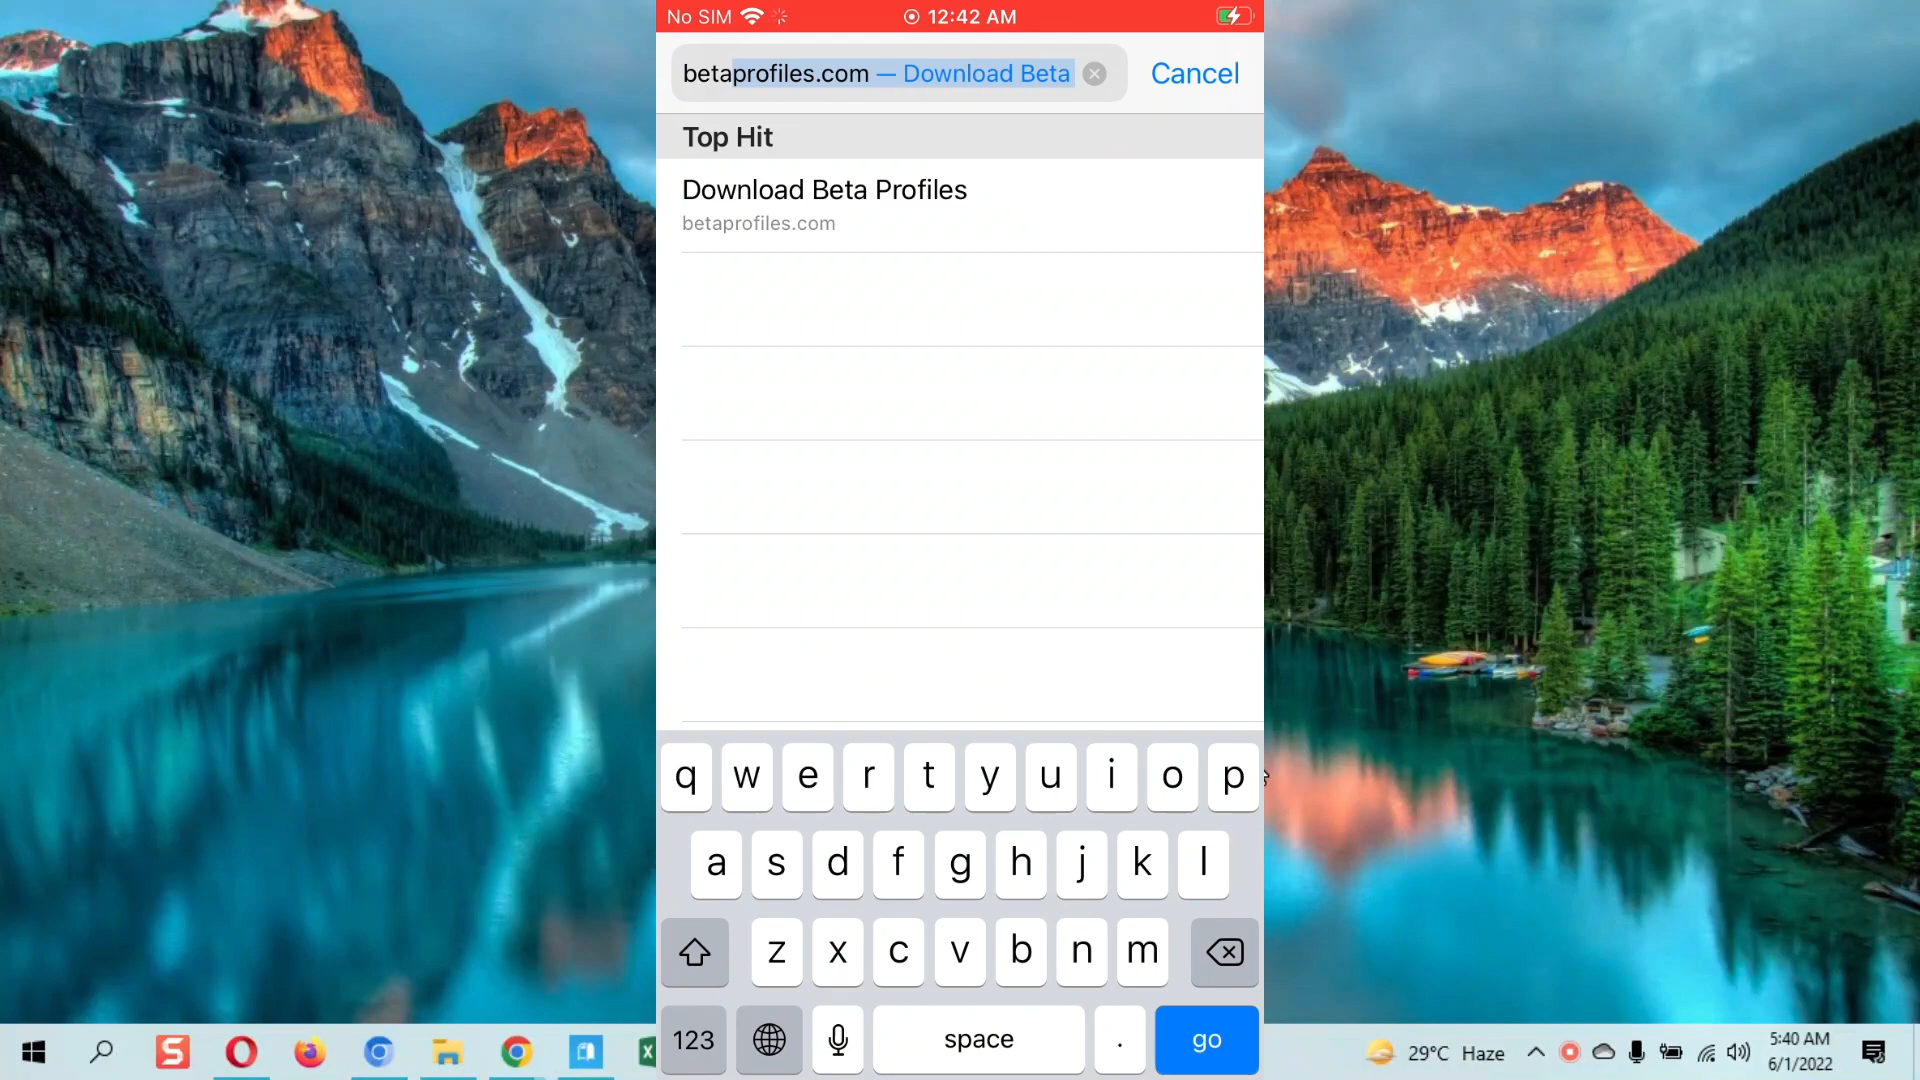 No SIM 12:42 AM
betaprofiles.com — Download Beta Cancel
Top Hit
Download Beta Profiles
betaprofiles.com
q w e r t y u i o p
a s d f g h j k l
z x c v b n m
123 space . go
S X 29°C Haze 5:40 AM
6/1/2022